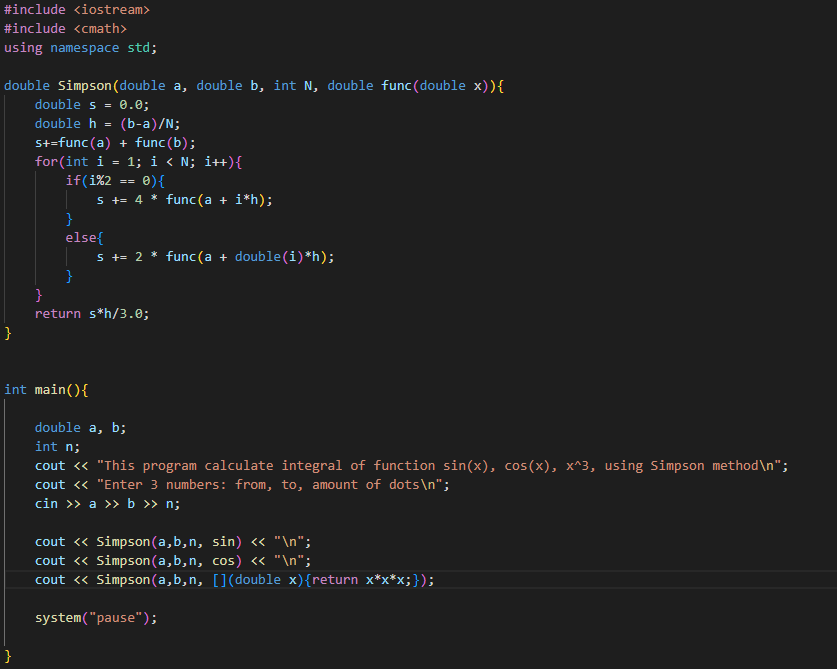 #include <iostream>
#include <cmath>
using namespace std;
double Simpson(double a, double b, int N, double func(double x)){
    double s = 0.0;
    double h = (b-a)/N;
    s+=func(a) + func(b);
    for(int i = 1; i < N; i++){
        if(i%2 == 0){
            s += 4 * func(a + i*h);
        }
        else{
            s += 2 * func(a + double(i)*h);
        }
    }
    return s*h/3.0;
}
int main(){
    double a, b;
    int n;
    cout << "This program calculate integral of function sin(x), cos(x), x^3, using Simpson method\n";
    cout << "Enter 3 numbers: from, to, amount of dots\n";
    cin >> a >> b >> n;
    cout << Simpson(a,b,n, sin) << "\n";
    cout << Simpson(a,b,n, cos) << "\n";
    cout << Simpson(a,b,n, [](double x){return x*x*x;});
    system("pause");
}